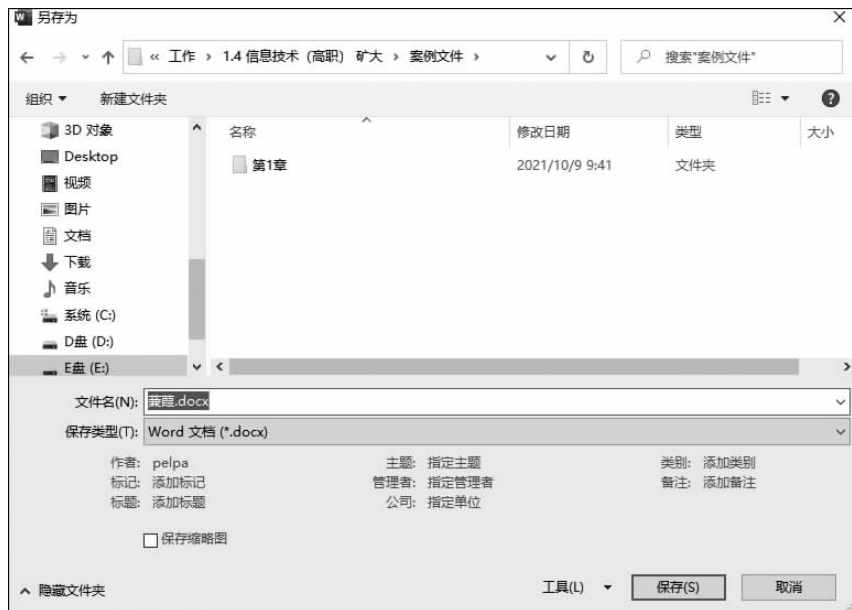 另存为
« 工作 › 1.4 信息技术（高职） 矿大 › 案例文件 ›
搜索"案例文件"
组织 新建文件夹
名称 修改日期 类型 大小
3D 对象
Desktop
视频
图片
文档
下载
音乐
系统 (C:)
D盘 (D:)
E盘 (E:)
第1章 2021/10/9 9:41 文件夹
文件名(N): 蒹葭.docx
保存类型(T): Word 文档 (*.docx)
作者: pelpa 主题: 指定主题 类别: 添加类别
标记: 添加标记 管理者: 指定管理者 备注: 添加备注
标题: 添加标题 公司: 指定单位
保存缩略图
隐藏文件夹 工具(L) 保存(S) 取消